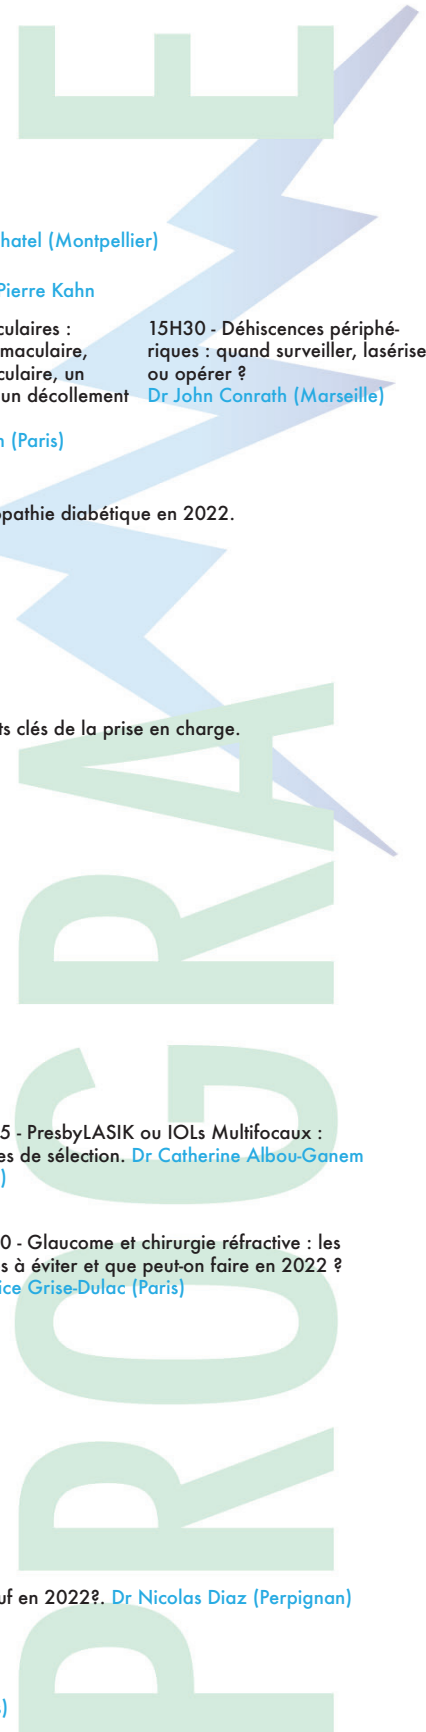 hatel (Montpellier)
Pierre Kahn
culaires :
maculaire,
culaire, un
un décollement
n (Paris)
15H30 - Déhiscences périphé-
riques : quand surveiller, lasérise
ou opérer ?
Dr John Conrath (Marseille)
opathie diabétique en 2022.
ts clés de la prise en charge.
5 - PresbyLASIK ou IOLs Multifocaux :
es de sélection. Dr Catherine Albou-Ganem
)
0 - Glaucome et chirurgie réfractive : les
s à éviter et que peut-on faire en 2022 ?
ice Grise-Dulac (Paris)
uf en 2022?. Dr Nicolas Diaz (Perpignan)
)
PROGRA E